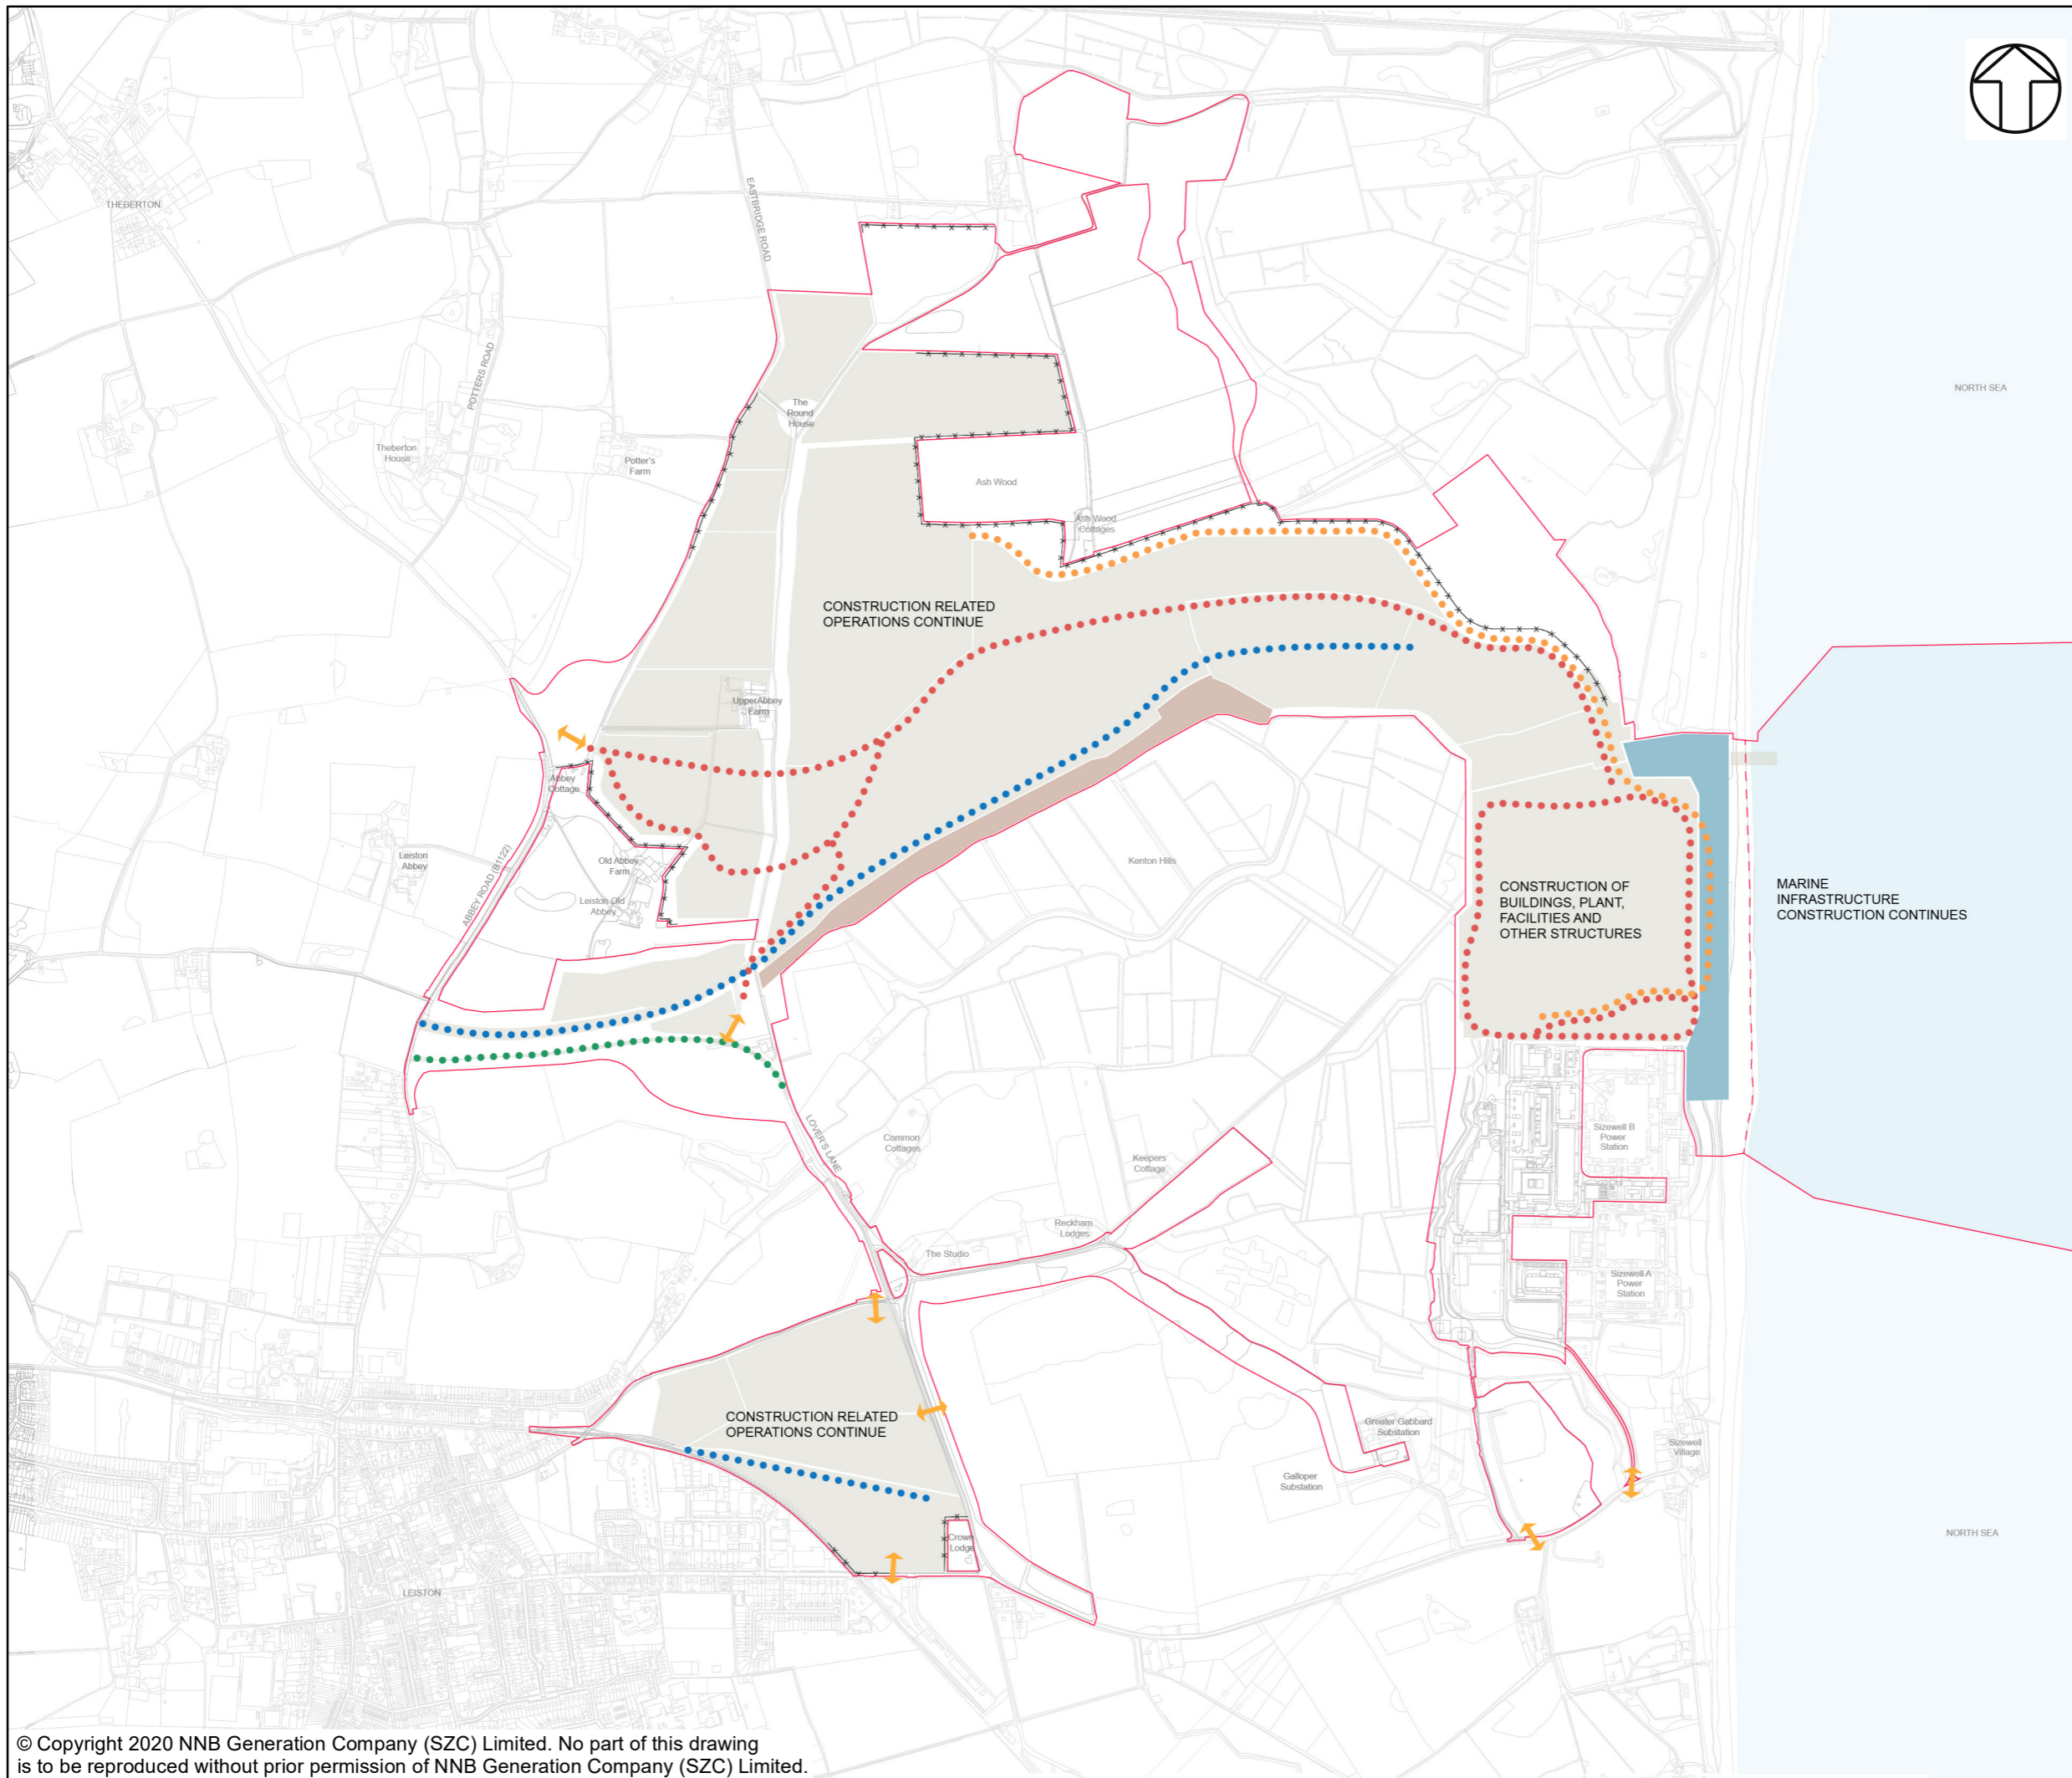 THEBERTON
EASTBRIDGE ROAD
NORTH SEA
POTTERS ROAD
The
Round
House
Theberton
House
Potter's
Farm
Ash Wood
Ash Wood
Cottages
CONSTRUCTION RELATED
OPERATIONS CONTINUE
UpperAbbey
Farm
Abbey
Cottage
Leiston
Abbey
ABBEY ROAD (B1122)
Old Abbey
Farm
Leiston Old
Abbey
Kenton Hills
CONSTRUCTION OF
BUILDINGS, PLANT,
FACILITIES AND
OTHER STRUCTURES
MARINE
INFRASTRUCTURE
CONSTRUCTION CONTINUES
LOVER'S LANE
Common
Cottages
Keepers
Cottage
Sizewell B
Power
Station
Reckham
Lodges
The Studio
Sizewell A
Power
Station
CONSTRUCTION RELATED
OPERATIONS CONTINUE
Greater Gabbard
Substation
Sizewell
Village
Galloper
Substation
Crown
Lodge
NORTH SEA
LEISTON
© Copyright 2020 NNB Generation Company (SZC) Limited. No part of this drawing
is to be reproduced without prior permission of NNB Generation Company (SZC) Limited.